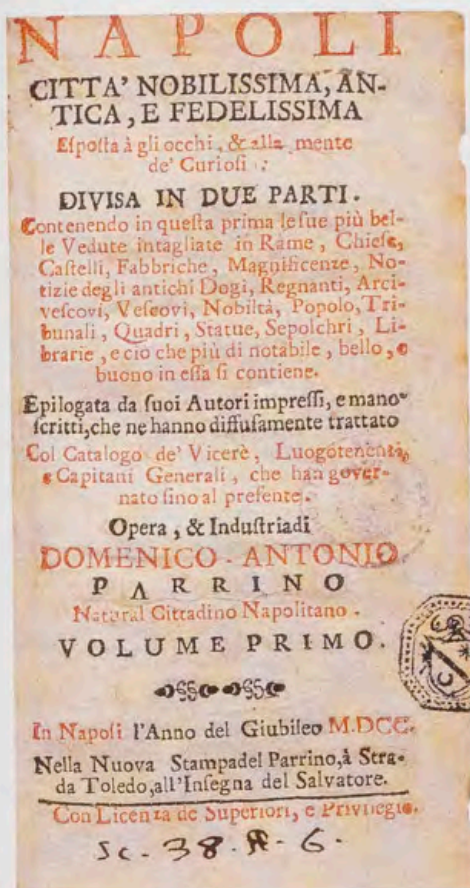 NAPOLI
CITTA' NOBILISSIMA, AN-
TICA, E FEDELISSIMA
Eſpoſta à gli occhi, & alla mente
de' Curioſi :
DIVISA IN DUE PARTI.
Contenendo in queſta prima le ſue più bel-
le Vedute intagliate in Rame, Chieſe,
Caſtelli, Fabbriche, Magnificenze, No-
tizie degli antichi Dogi, Regnanti, Arci-
veſcovi, Veſcovi, Nobiltà, Popolo, Tri-
bunali, Quadri, Statue, Sepolchri, Li-
brarie, e cio che più di notabile, bello, e
buono in eſſa ſi contiene.
Epilogata da ſuoi Autori impreſſi, e mano-
ſcritti, che ne hanno diffuſamente trattato
Col Catalogo de' Vicerè, Luogotenenti,
e Capitani Generali, che han gover-
nato ſino al preſente.
Opera, & Induſtria di
DOMENICO-ANTONIO
PARRINO
Natural Cittadino Napolitano.
VOLUME PRIMO.
In Napoli l'Anno del Giubileo M.DCC.
Nella Nuova Stampa del Parrino, à Stra-
da Toledo, all'Inſegna del Salvatore.
Con Licenza de Superiori, e Privilegio.
Sc. - 38. - 6.